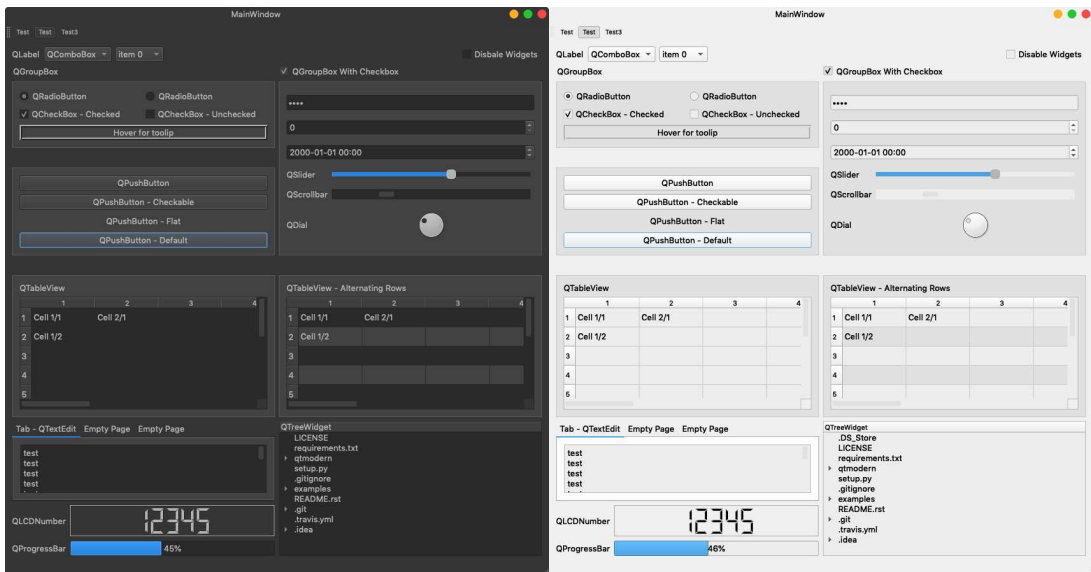 MainWindow
Test Test Test3
QLabel QComboBox item 0 Disbale Widgets
QGroupBox
QGroupBox With Checkbox
QRadioButton QRadioButton
QCheckBox - Checked QCheckBox - Unchecked
Hover for toolip
••••
0
2000-01-01 00:00
QPushButton
QPushButton - Checkable
QPushButton - Flat
QPushButton - Default
QSlider
QScrollbar
QDial
QTableView
1 2 3 4
1 Cell 1/1 Cell 2/1
2 Cell 1/2
3
4
5
QTableView - Alternating Rows
1 2 3 4
1 Cell 1/1 Cell 2/1
2 Cell 1/2
3
4
5
Tab - QTextEdit Empty Page Empty Page
test
test
test
test
QTreeWidget
LICENSE
requirements.txt
qtmodern
setup.py
.gitignore
examples
README.rst
.git
.travis.yml
.idea
QLCDNumber 12345
QProgressBar 45%
MainWindow
Test Test Test3
QLabel QComboBox item 0 Disable Widgets
QGroupBox
QGroupBox With Checkbox
QRadioButton QRadioButton
QCheckBox - Checked QCheckBox - Unchecked
Hover for toolip
••••
0
2000-01-01 00:00
QPushButton
QPushButton - Checkable
QPushButton - Flat
QPushButton - Default
QSlider
QScrollbar
QDial
QTableView
1 2 3 4
1 Cell 1/1 Cell 2/1
2 Cell 1/2
3
4
5
QTableView - Alternating Rows
1 2 3 4
1 Cell 1/1 Cell 2/1
2 Cell 1/2
3
4
5
Tab - QTextEdit Empty Page Empty Page
test
test
test
test
QTreeWidget
.DS_Store
LICENSE
requirements.txt
qtmodern
setup.py
.gitignore
examples
README.rst
.git
.travis.yml
.idea
QLCDNumber 12345
QProgressBar 46%